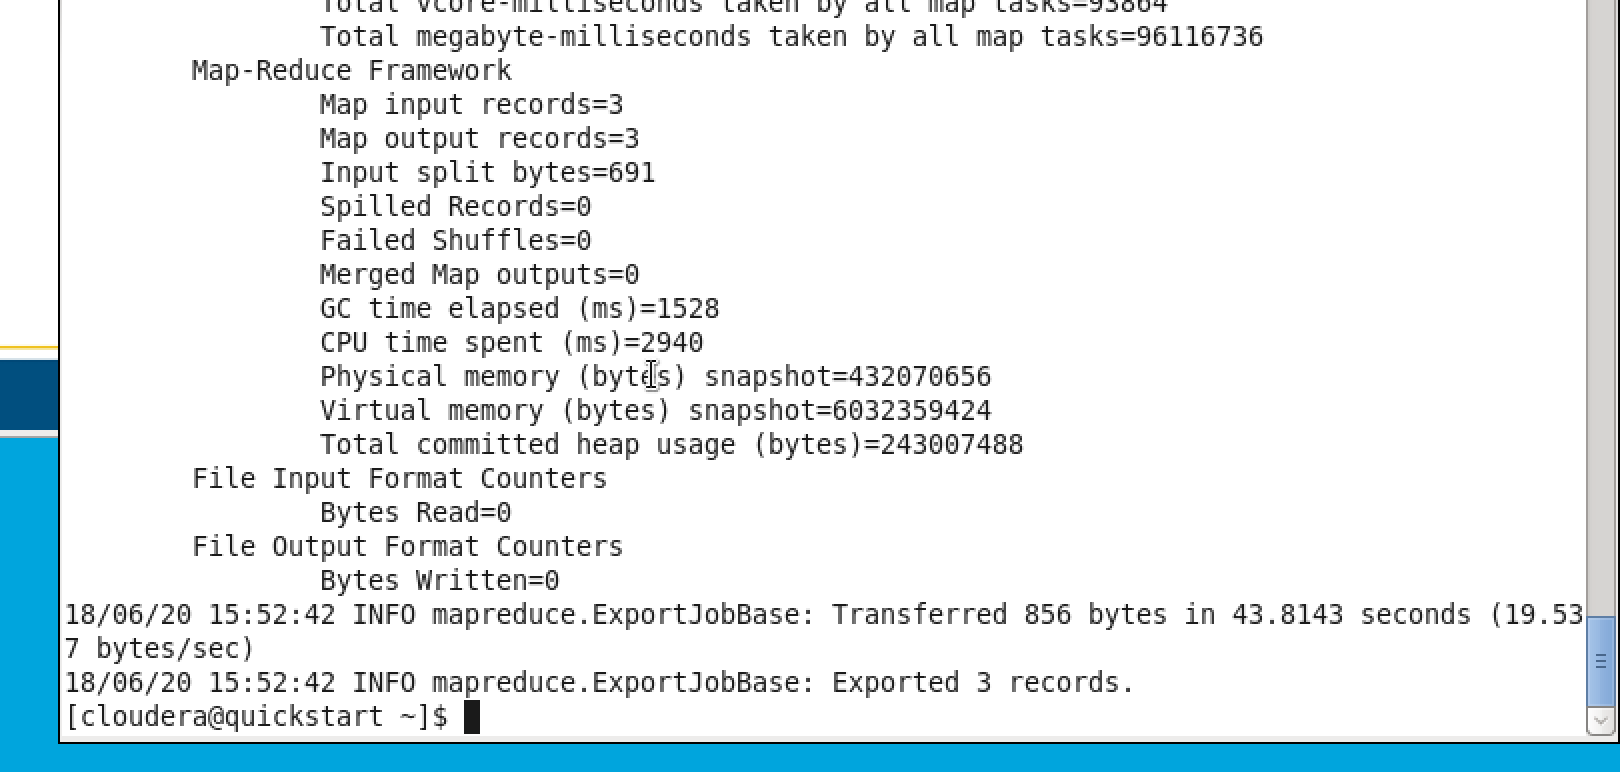 Total vcore-milliseconds taken by all map tasks=93864
Total megabyte-milliseconds taken by all map tasks=96116736
Map-Reduce Framework
Map input records=3
Map output records=3
Input split bytes=691
Spilled Records=0
Failed Shuffles=0
Merged Map outputs=0
GC time elapsed (ms)=1528
CPU time spent (ms)=2940
Physical memory (bytes) snapshot=432070656
Virtual memory (bytes) snapshot=6032359424
Total committed heap usage (bytes)=243007488
File Input Format Counters
Bytes Read=0
File Output Format Counters
Bytes Written=0
18/06/20 15:52:42 INFO mapreduce.ExportJobBase: Transferred 856 bytes in 43.8143 seconds (19.53
7 bytes/sec)
18/06/20 15:52:42 INFO mapreduce.ExportJobBase: Exported 3 records.
[cloudera@quickstart ~]$